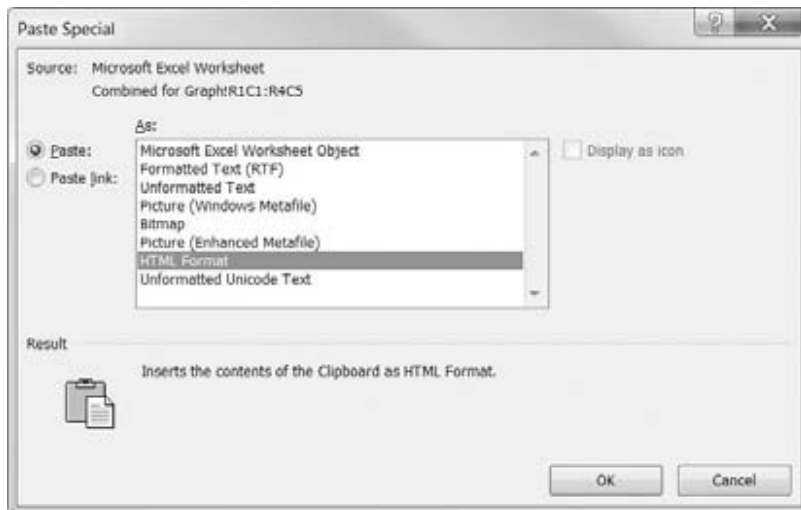 Paste Special
Source: Microsoft Excel Worksheet
Combined for Graph!R1C1:R4C5
As:
Paste:
Paste link:
Microsoft Excel Worksheet Object
Formatted Text (RTF)
Unformatted Text
Picture (Windows Metafile)
Bitmap
Picture (Enhanced Metafile)
HTML Format
Unformatted Unicode Text
Display as icon
Result
Inserts the contents of the Clipboard as HTML Format.
OK Cancel